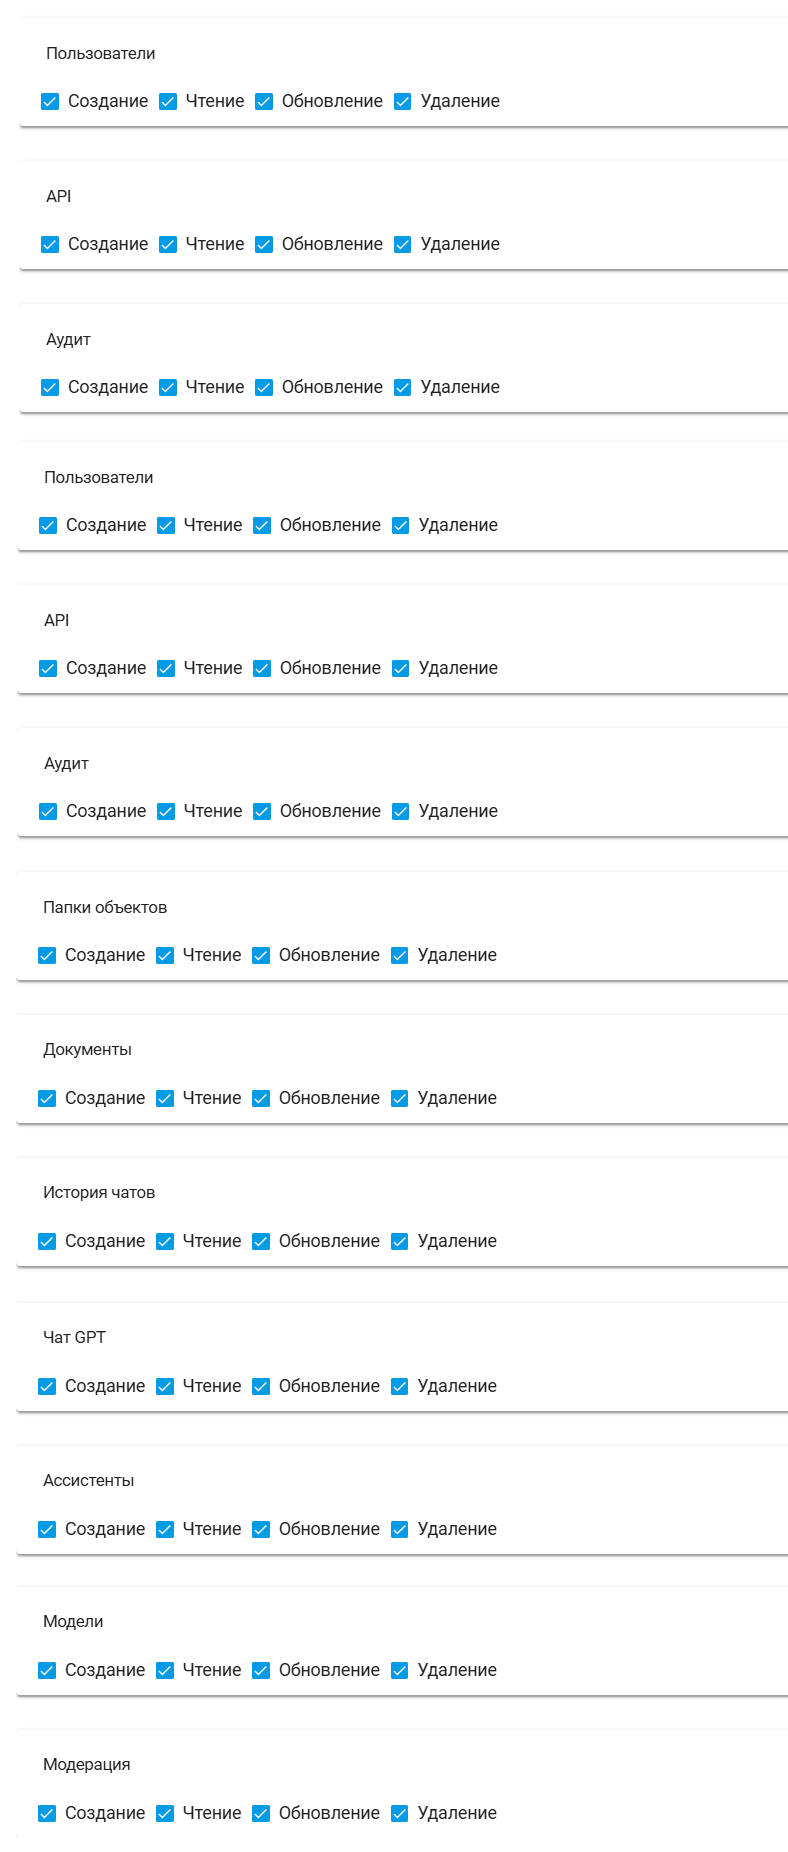 Пользователи
Создание Чтение Обновление Удаление
API
Создание Чтение Обновление Удаление
Аудит
Создание Чтение Обновление Удаление
Пользователи
Создание Чтение Обновление Удаление
API
Создание Чтение Обновление Удаление
Аудит
Создание Чтение Обновление Удаление
Папки объектов
Создание Чтение Обновление Удаление
Документы
Создание Чтение Обновление Удаление
История чатов
Создание Чтение Обновление Удаление
Чат GPT
Создание Чтение Обновление Удаление
Ассистенты
Создание Чтение Обновление Удаление
Модели
Создание Чтение Обновление Удаление
Модерация
Создание Чтение Обновление Удаление